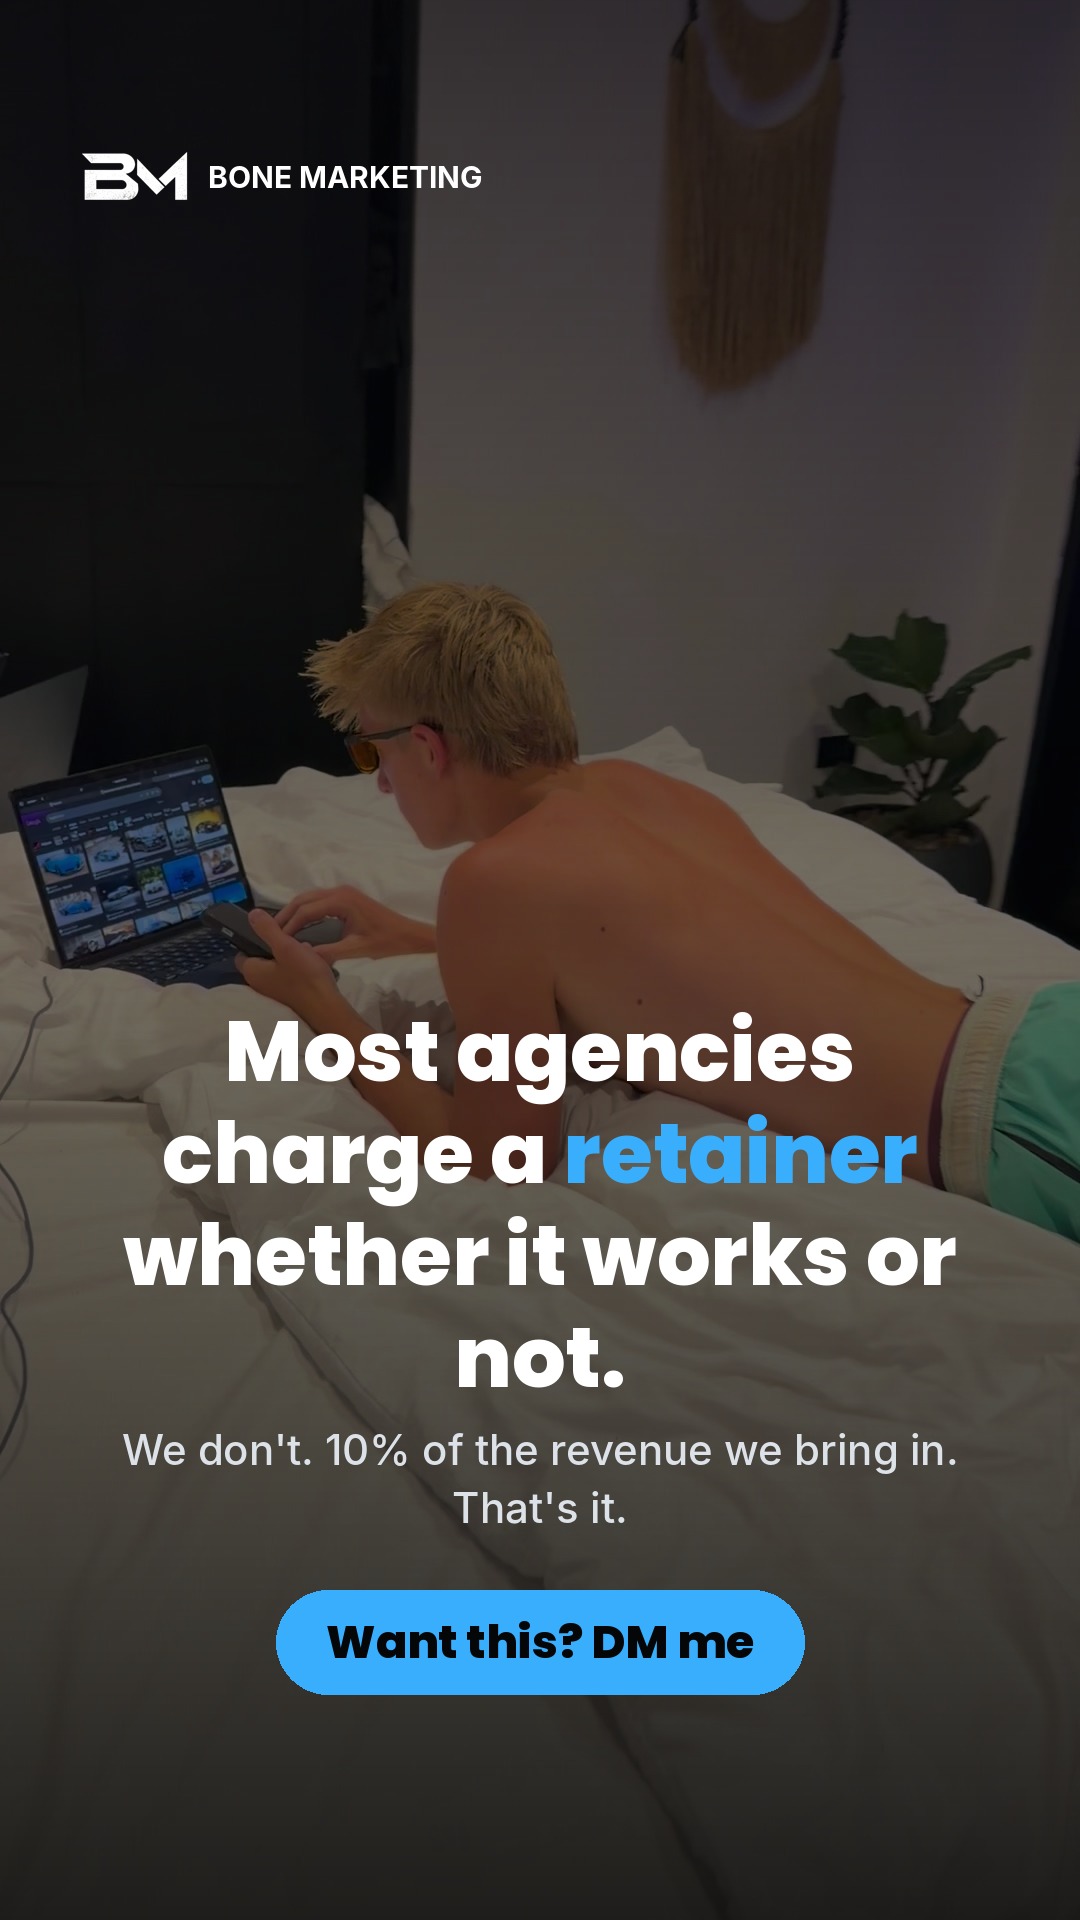 BM BONE MARKETING
Most agencies
charge a retainer
whether it works or
not.
We don't. 10% of the revenue we bring in.
That's it.
Want this? DM me